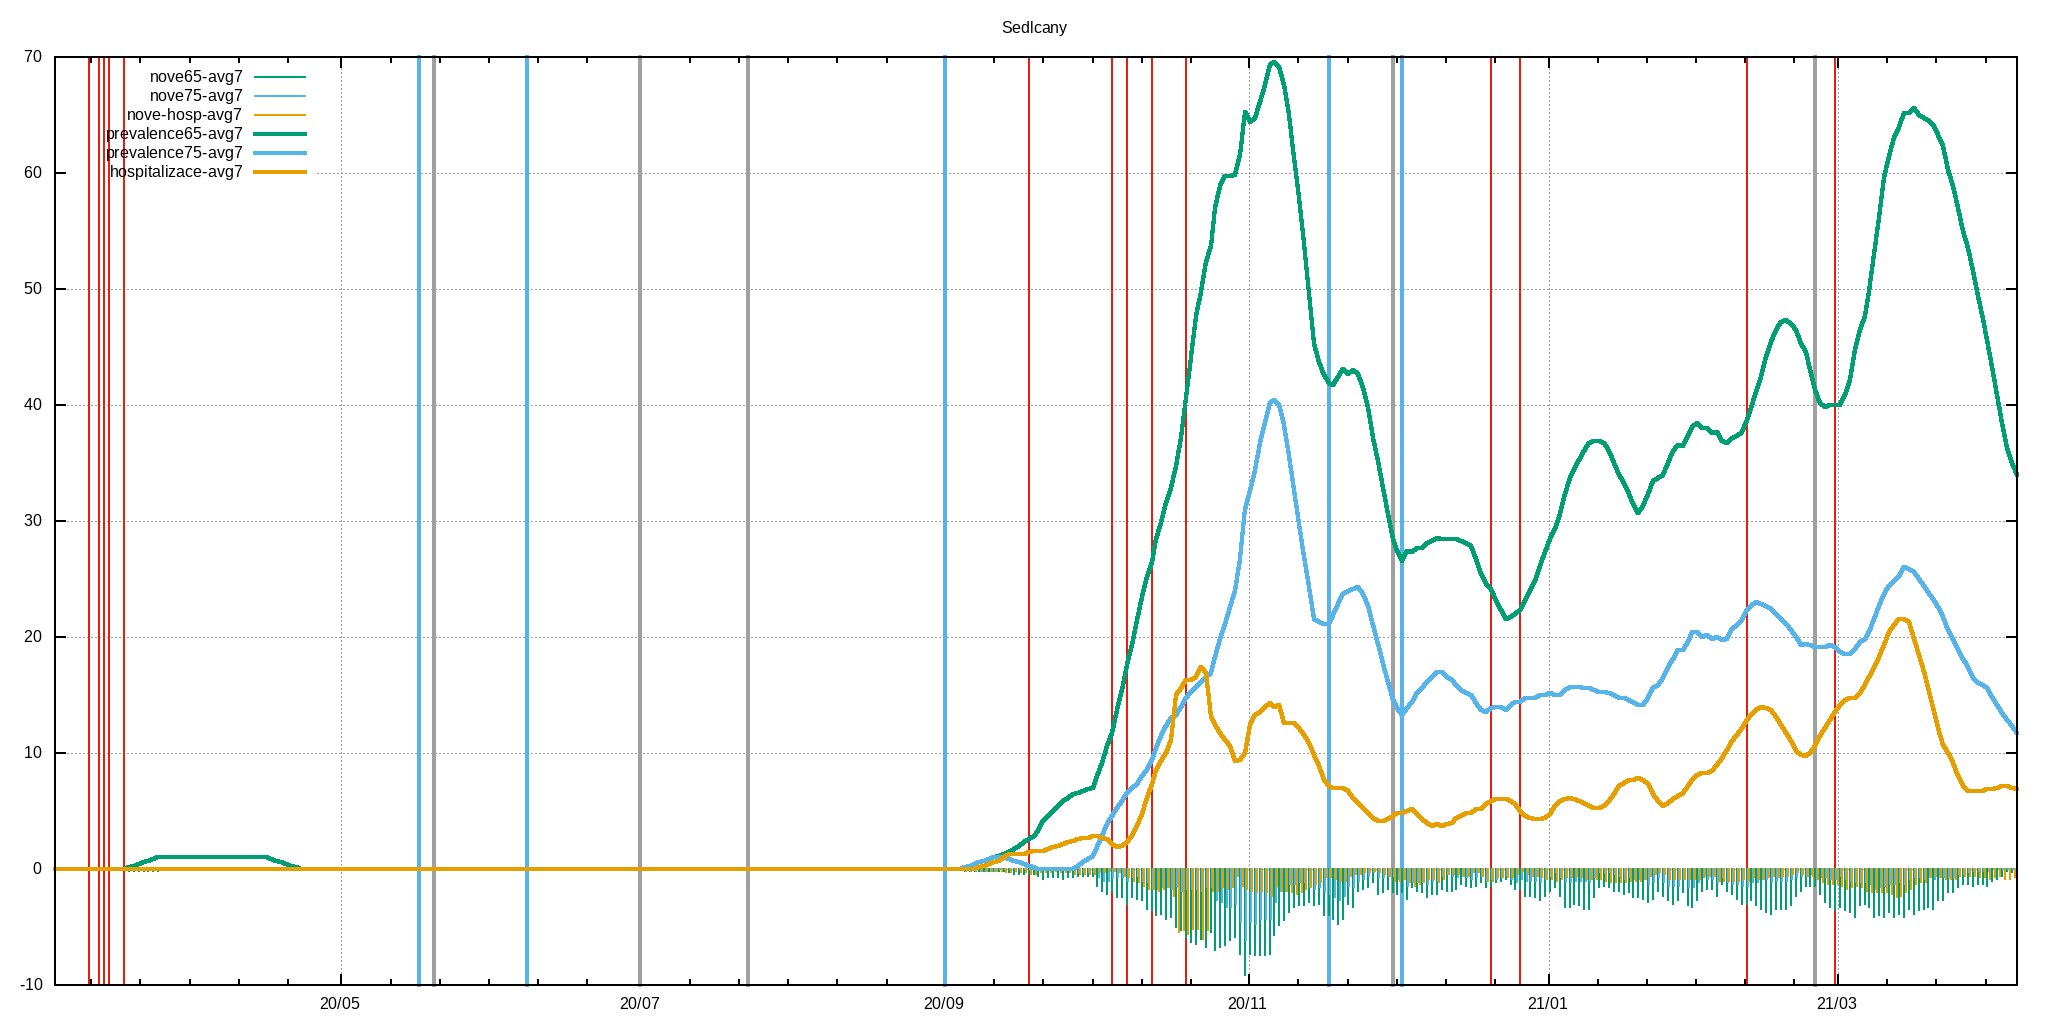 Sedlcany
70
60
50
40
30
20
10
0
-10
nove65-avg7
nove75-avg7
nove-hosp-avg7
prevalence65-avg7
prevalence75-avg7
hospitalizace-avg7
20/05
20/07
20/09
20/11
21/01
21/03